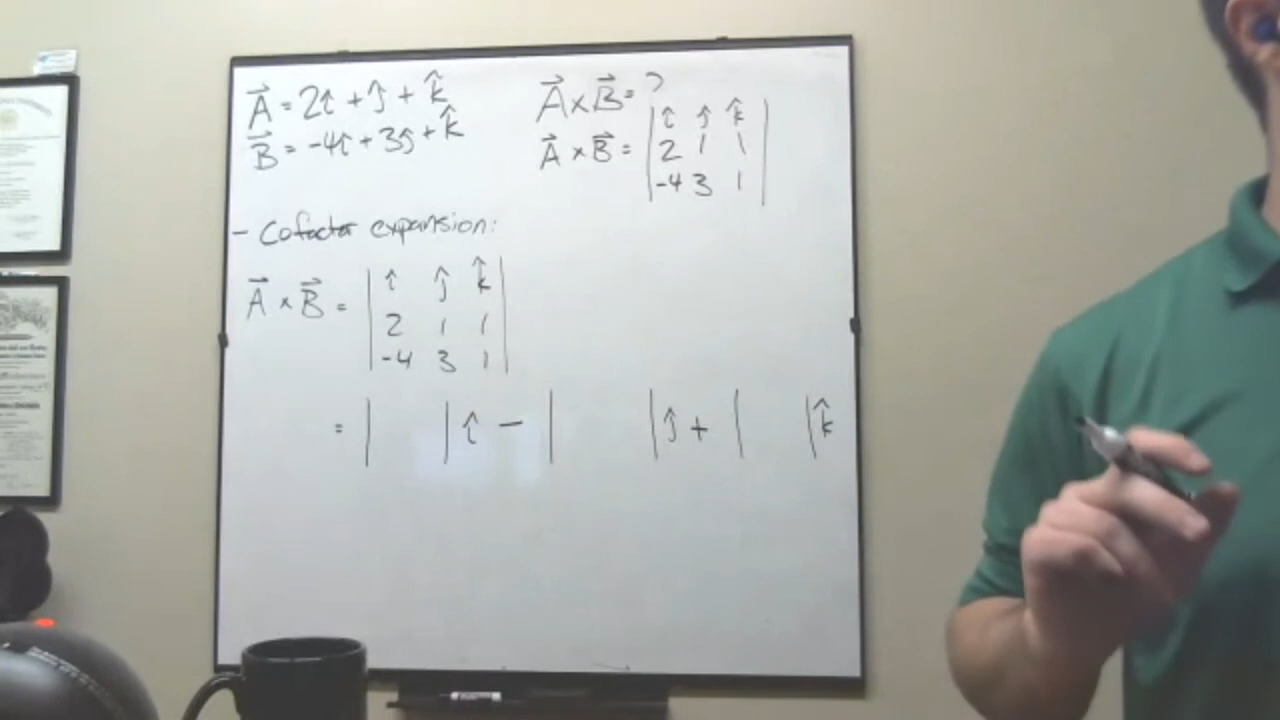 A⃗ = 2î + ĵ + k̂
B⃗ = -4î + 3ĵ + k̂
A⃗ × B⃗ = ?
A⃗ × B⃗ = | î ĵ k̂ |
| 2 1 1 |
| -4 3 1 |
- Cofactor expansion:
A⃗ × B⃗ = | î ĵ k̂ |
| 2 1 1 |
| -4 3 1 |
= |   | î - |   | ĵ + |   | k̂